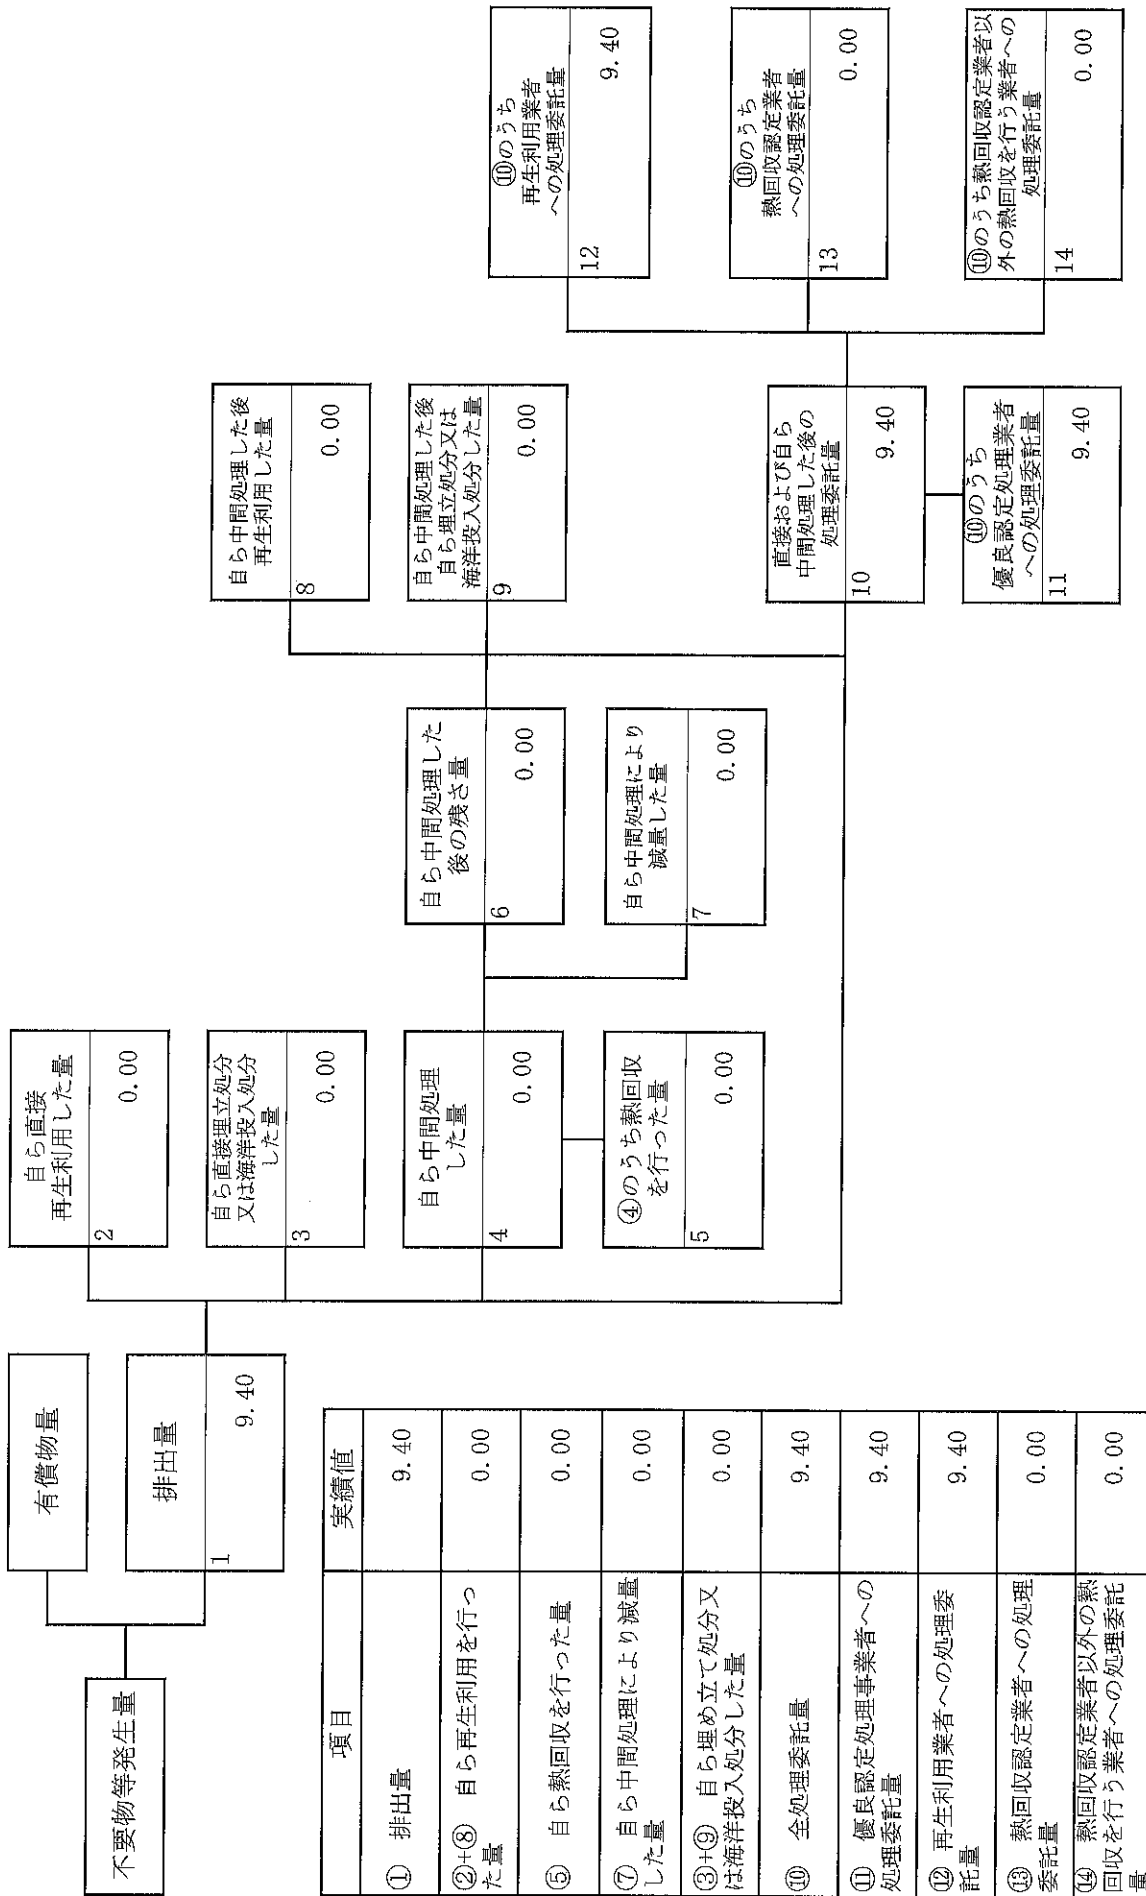 不要物等発生量
有償物量
排出量
1
9.40
自ら直接
再生利用した量
2
0.00
自ら直接埋立処分
又は海洋投入処分
した量
3
0.00
自ら中間処理
した量
4
0.00
④のうち熱回収
を行った量
5
0.00
自ら中間処理した
後の残さ量
6
0.00
自ら中間処理により
減量した量
7
0.00
自ら中間処理した後
再生利用した量
8
0.00
自ら中間処理した後
自ら埋立処分又は
海洋投入処分した量
9
0.00
直接および自ら
中間処理した後の
処理委託量
10
9.40
⑩のうち
優良認定処理業者
への処理委託量
11
9.40
⑩のうち
再生利用業者
への処理委託量
12
9.40
⑩のうち
熱回収認定業者
への処理委託量
13
0.00
⑩のうち熱回収認定業者以
外の熱回収を行う業者への
処理委託量
14
0.00
項目 実績値
① 排出量 9.40
②+⑧ 自ら再生利用を行っ
た量 0.00
⑤ 自ら熱回収を行った量 0.00
⑦ 自ら中間処理により減量
した量 0.00
③+⑨ 自ら埋め立て処分又
は海洋投入処分した量 0.00
⑩ 全処理委託量 9.40
⑪ 優良認定処理事業者への
処理委託量 9.40
⑫ 再生利用業者への処理委
託量 9.40
⑬ 熱回収認定業者への処理
委託量 0.00
⑭ 熱回収認定業者以外の熱
回収を行う業者への処理委託
量 0.00